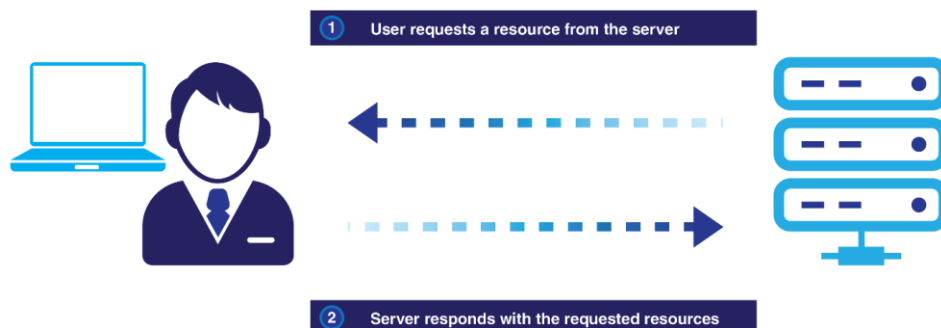 1 User requests a resource from the server
2 Server responds with the requested resources